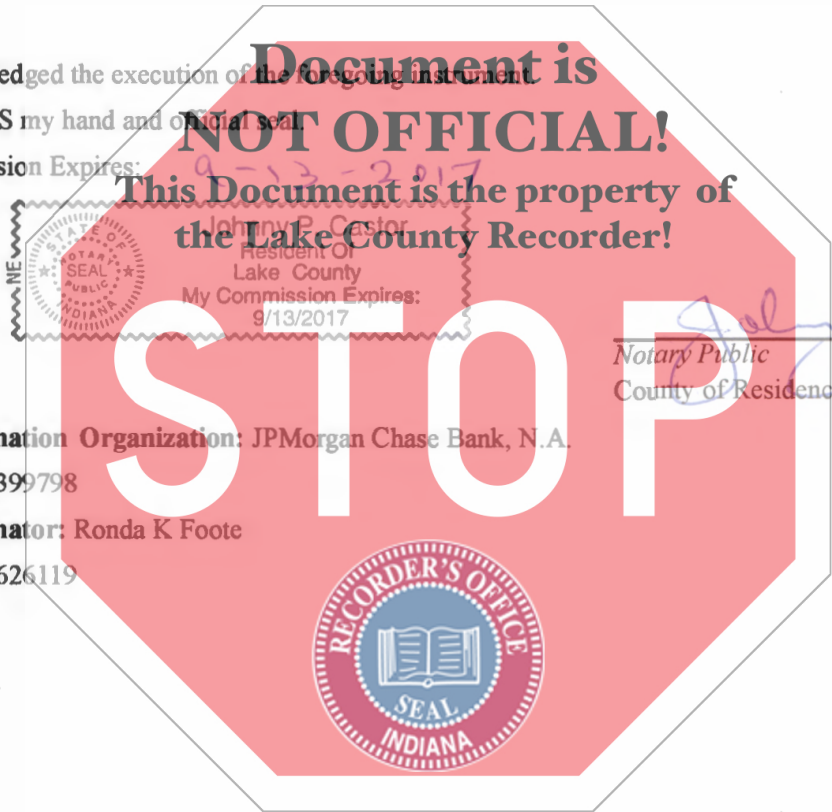 edged the execution of the foregoing instrument.
Document is
S my hand and official seal.
NOT OFFICIAL!
sion Expires: 9-13-2017
This Document is the property of
the Lake County Recorder!
NE
STATE OF
NOTARY
SEAL
PUBLIC
INDIANA
Johnny P. Castor
Resident Of
Lake County
My Commission Expires:
9/13/2017
STOP
Notary Public
County of Residenc
nation Organization: JPMorgan Chase Bank, N.A.
399798
nator: Ronda K Foote
626119
RECORDER'S OFFICE
SEAL
INDIANA